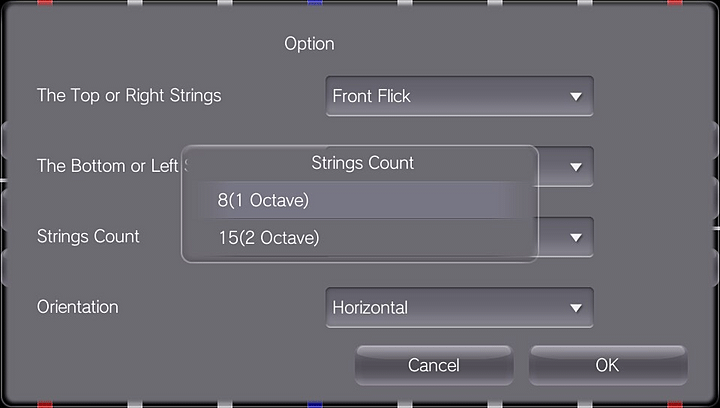 Option
The Top or Right Strings
Front Flick
The Bottom or Left
Strings Count
8(1 Octave)
15(2 Octave)
Strings Count
Orientation
Horizontal
Cancel
OK